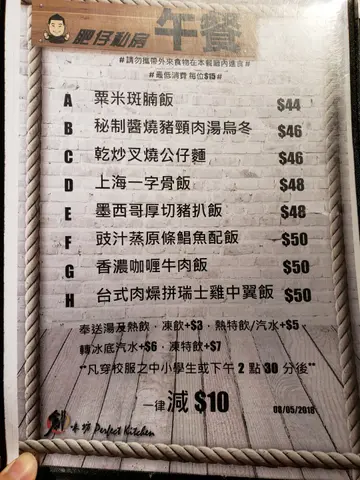 肥仔私房 午餐
#請勿攜帶外來食物在本餐廳內進食#
#最低消費 每位$15#
A 粟米斑腩飯 $44
B 秘制醬燒豬頸肉湯烏冬 $46
C 乾炒叉燒公仔麵 $46
D 上海一字骨飯 $48
E 墨西哥厚切豬扒飯 $48
F 豉汁蒸原條鯧魚配飯 $50
G 香濃咖喱牛肉飯 $50
H 台式肉燥拼瑞士雞中翼飯 $50
奉送湯及熱飲．凍飲+$3．熱特飲/汽水+$5．
轉冰底汽水+$6．凍特飲+$7
**凡穿校服之中小學生或下午 2 點 30 分後**
一律減 $10
08/05/2018
Perfect Kitchen